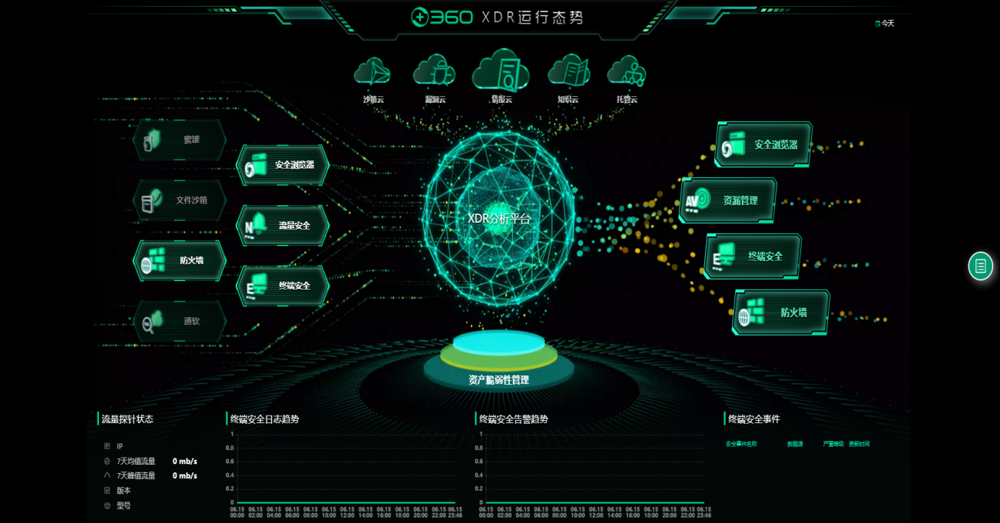 360 XDR运行态势
今天
沙箱云 漏洞云 情报云 知识云 托管云
蜜罐
安全浏览器
安全浏览器
文件沙箱
资漏管理
AV
XDR分析平台
N 流量安全
防火墙
E 终端安全
E 终端安全
防火墙
通软
资产脆弱性管理
流量探针状态
IP
7天均值流量 0 mb/s
7天峰值流量 0 mb/s
版本
型号
终端安全日志趋势
1
0.8
0.6
0.4
0.2
0
06.15 06.15 06.15 06.15 06.15 06.15 06.15 06.15 06.15 06.15 06.15 06.15 06.15
00:00 02:00 04:00 06:00 08:00 10:00 12:00 14:00 16:00 18:00 20:00 22:00 23:46
终端安全告警趋势
1
0.8
0.6
0.4
0.2
0
06.15 06.15 06.15 06.15 06.15 06.15 06.15 06.15 06.15 06.15 06.15 06.15 06.15
00:00 02:00 04:00 06:00 08:00 10:00 12:00 14:00 16:00 18:00 20:00 22:00 23:46
终端安全事件
安全事件名称 数据源 严重等级 更新时间